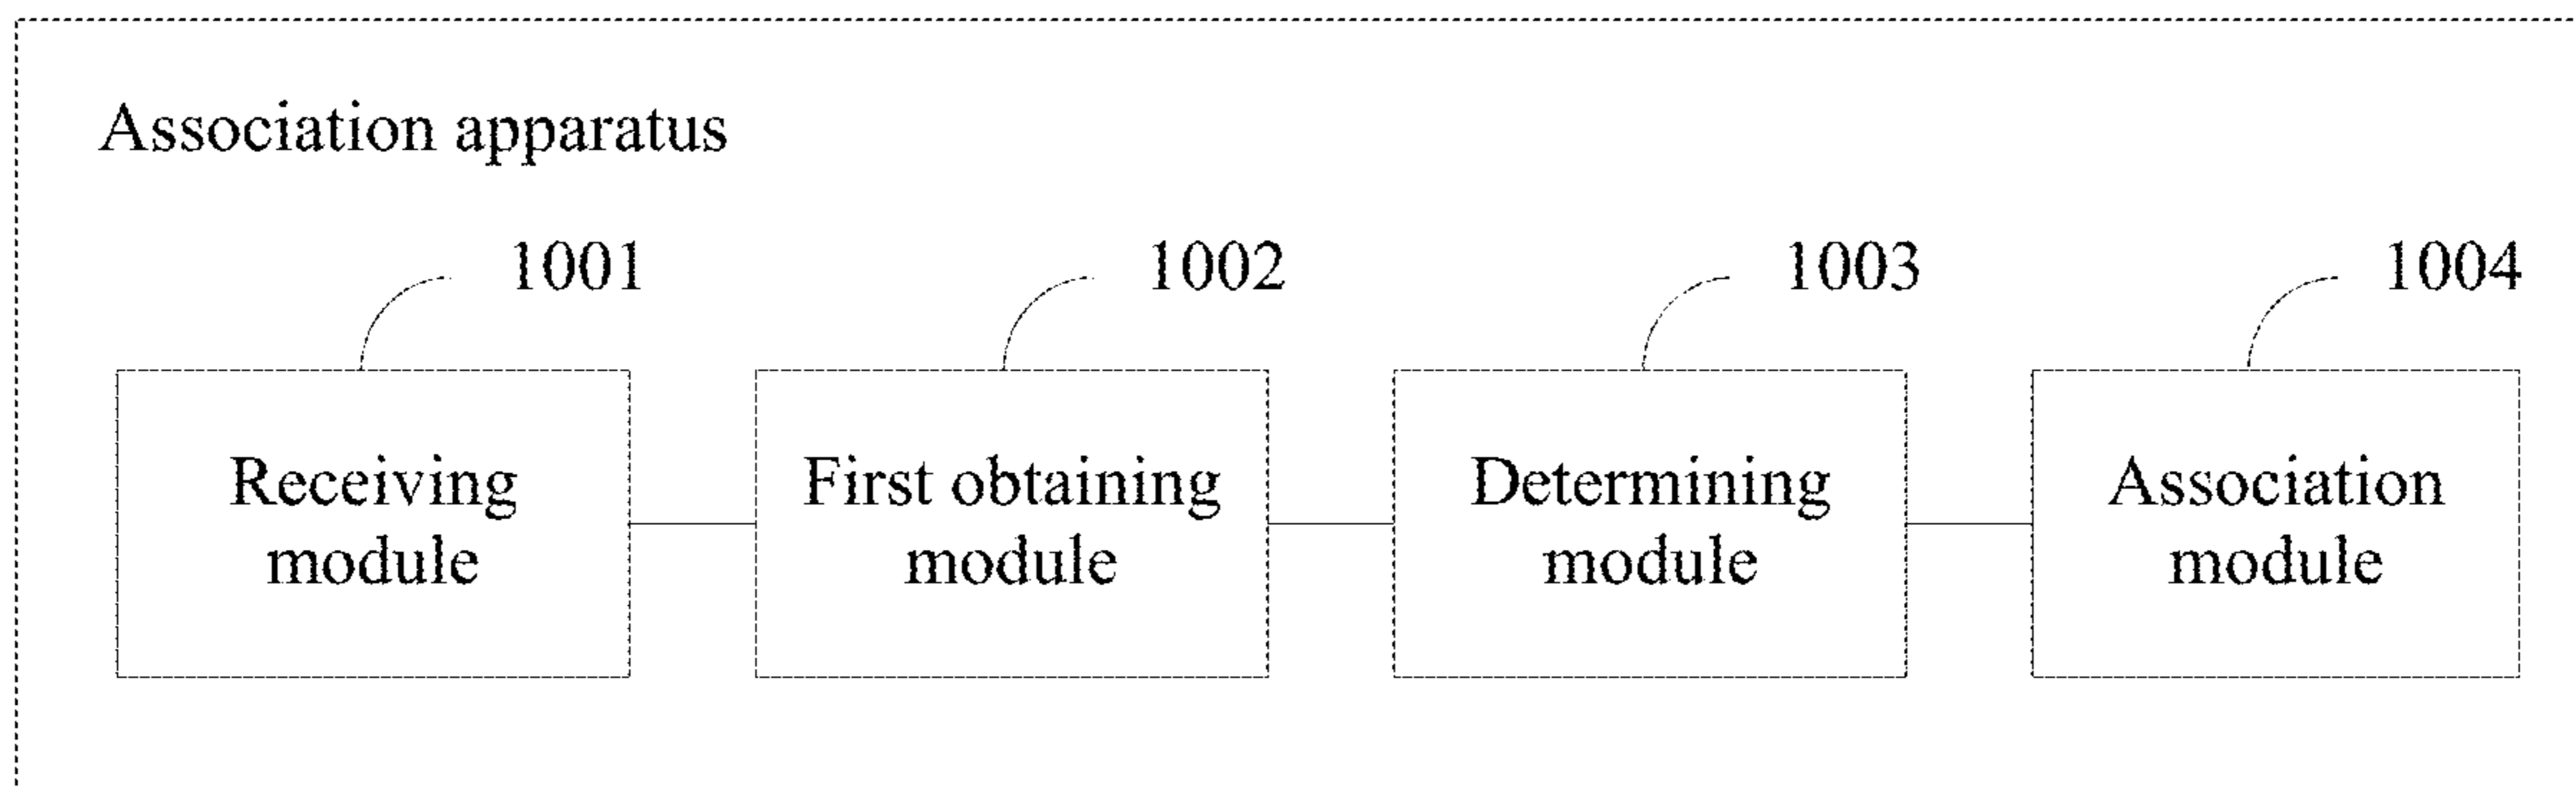 Association apparatus
1001
1002
1003
1004
Receiving
module
First obtaining
module
Determining
module
Association
module